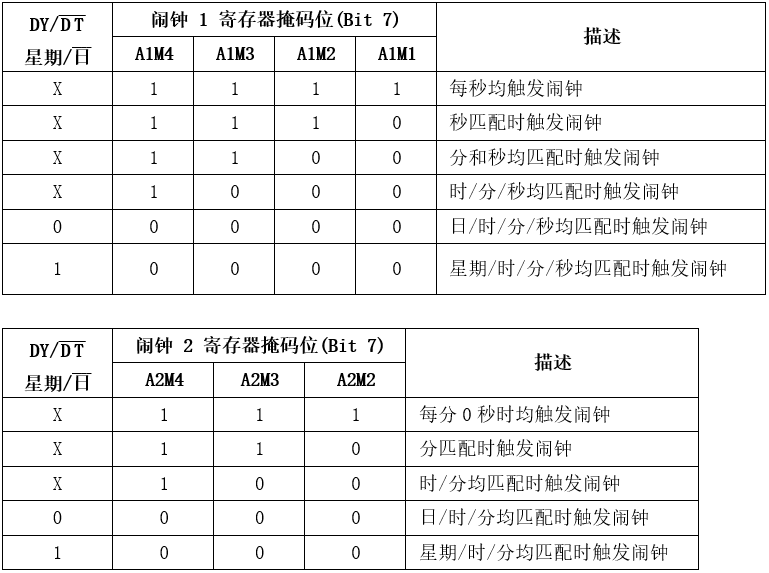 DY/DT 闹钟 1 寄存器掩码位(Bit 7) 描述
星期/日 A1M4 A1M3 A1M2 A1M1
X 1 1 1 1 每秒均触发闹钟
X 1 1 1 0 秒匹配时触发闹钟
X 1 1 0 0 分和秒均匹配时触发闹钟
X 1 0 0 0 时/分/秒均匹配时触发闹钟
0 0 0 0 0 日/时/分/秒均匹配时触发闹钟
1 0 0 0 0 星期/时/分/秒均匹配时触发闹钟
DY/DT 闹钟 2 寄存器掩码位(Bit 7) 描述
星期/日 A2M4 A2M3 A2M2
X 1 1 1 每分0秒时均触发闹钟
X 1 1 0 分匹配时触发闹钟
X 1 0 0 时/分均匹配时触发闹钟
0 0 0 0 日/时/分均匹配时触发闹钟
1 0 0 0 星期/时/分均匹配时触发闹钟